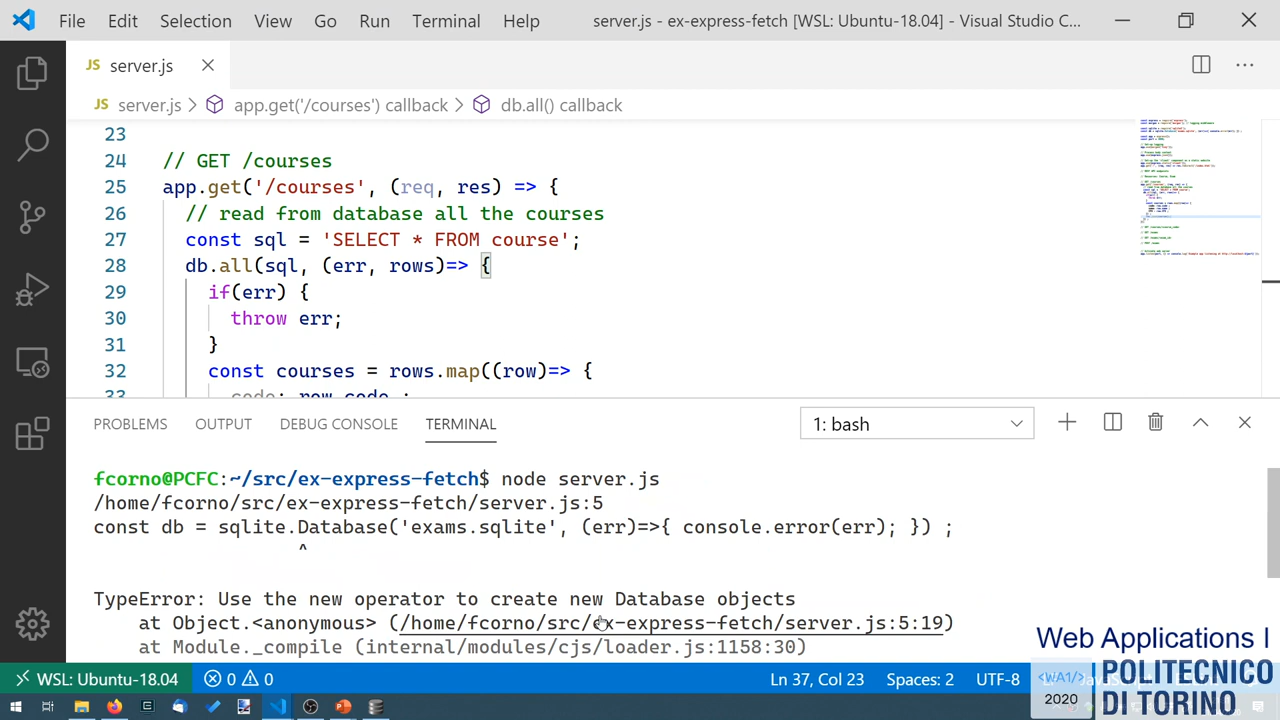 File Edit Selection View Go Run Terminal Help server.js - ex-express-fetch [WSL: Ubuntu-18.04] - Visual Studio C...
JS server.js
JS server.js > app.get('/courses') callback > db.all() callback
23
24 // GET /courses
25 app.get('/courses', (req, res) => {
26 // read from database all the courses
27 const sql = 'SELECT * FROM course';
28 db.all(sql, (err, rows)=> {
29 if(err) {
30 throw err;
31 }
32 const courses = rows.map((row)=> {
33 code: row.code ,
PROBLEMS OUTPUT DEBUG CONSOLE TERMINAL 1: bash
fcorno@PCFC:~/src/ex-express-fetch$ node server.js
/home/fcorno/src/ex-express-fetch/server.js:5
const db = sqlite.Database('exams.sqlite', (err)=>{ console.error(err); }) ;
^
TypeError: Use the new operator to create new Database objects
at Object.<anonymous> (/home/fcorno/src/ex-express-fetch/server.js:5:19)
at Module._compile (internal/modules/cjs/loader.js:1158:30)
Web Applications I
WSL: Ubuntu-18.04 0 0 Ln 37, Col 23 Spaces: 2 UTF-8
<WA1/>
2020
POLITECNICO
DI TORINO